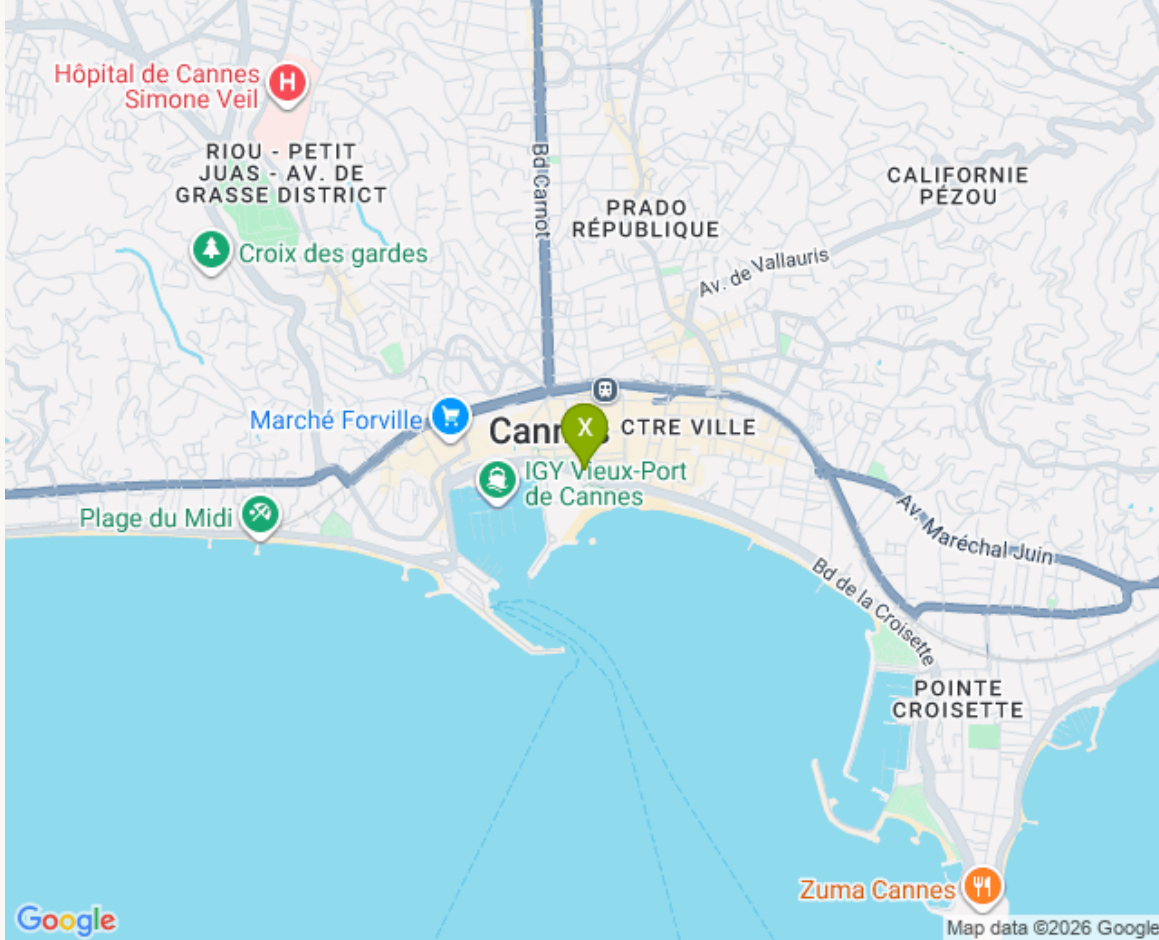 Hôpital de Cannes
Simone Veil
H
RIOU - PETIT
JUAS - AV. DE
GRASSE DISTRICT
Bd Carnot
CALIFORNIE
PÉZOU
PRADO
RÉPUBLIQUE
Croix des gardes
Av. de Vallauris
Marché Forville
Cannes
X
CTRE VILLE
IGY Vieux-Port
de Cannes
Plage du Midi
Av. Maréchal Juin
Bd de la Croisette
POINTE
CROISETTE
Zuma Cannes
Google
Map data ©2026 Google